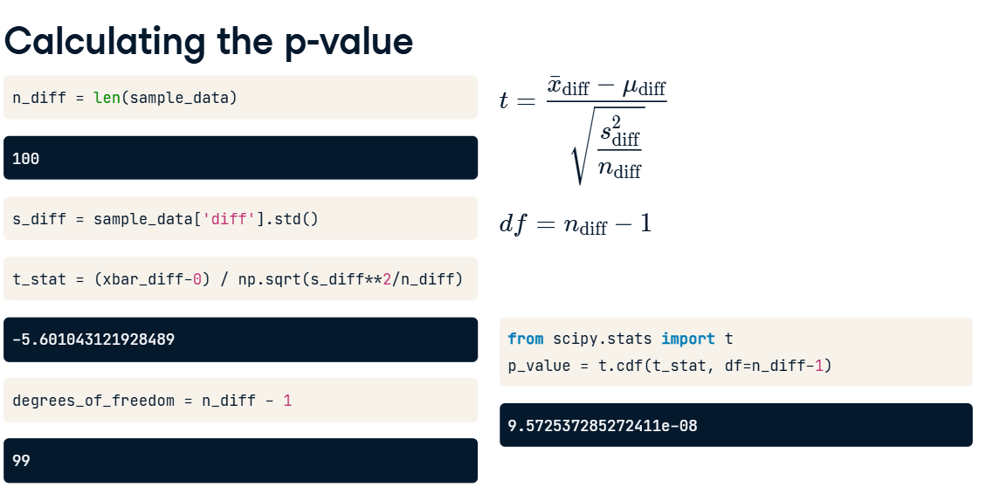 Calculating the p-value
n_diff = len(sample_data)
100
s_diff = sample_data['diff'].std()
t_stat = (xbar_diff-0) / np.sqrt(s_diff**2/n_diff)
-5.601043121928489
degrees_of_freedom = n_diff - 1
99
t = \frac{\bar{x}_{\text{diff}} - \mu_{\text{diff}}}{\sqrt{\frac{s^2_{\text{diff}}}{n_{\text{diff}}}}}
df = n_{\text{diff}} - 1
from scipy.stats import t
p_value = t.cdf(t_stat, df=n_diff-1)
9.572537285272411e-08